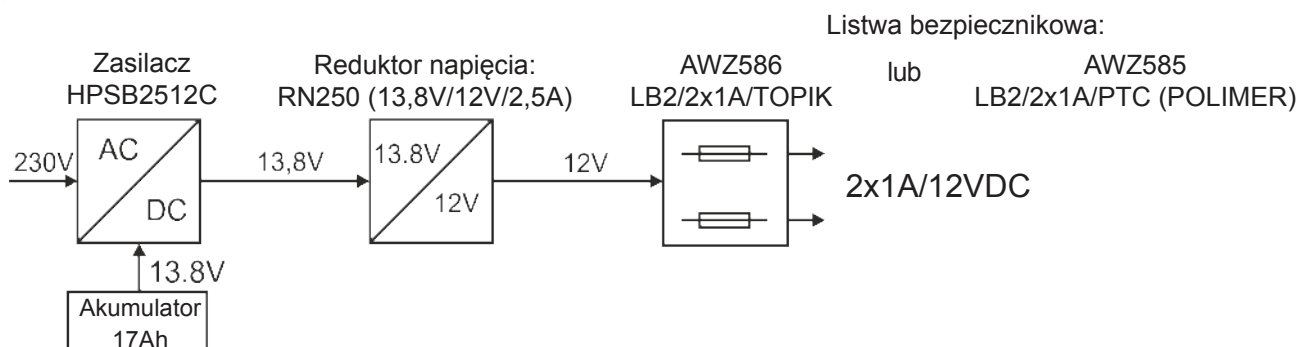 Listwa bezpiecznikowa:
Zasilacz
HPSB2512C
Reduktor napięcia:
RN250 (13,8V/12V/2,5A)
AWZ586
LB2/2x1A/TOPIK
lub
AWZ585
LB2/2x1A/PTC (POLIMER)
230V
AC
DC
13,8V
13.8V
12V
12V
2x1A/12VDC
13.8V
Akumulator
17Ah